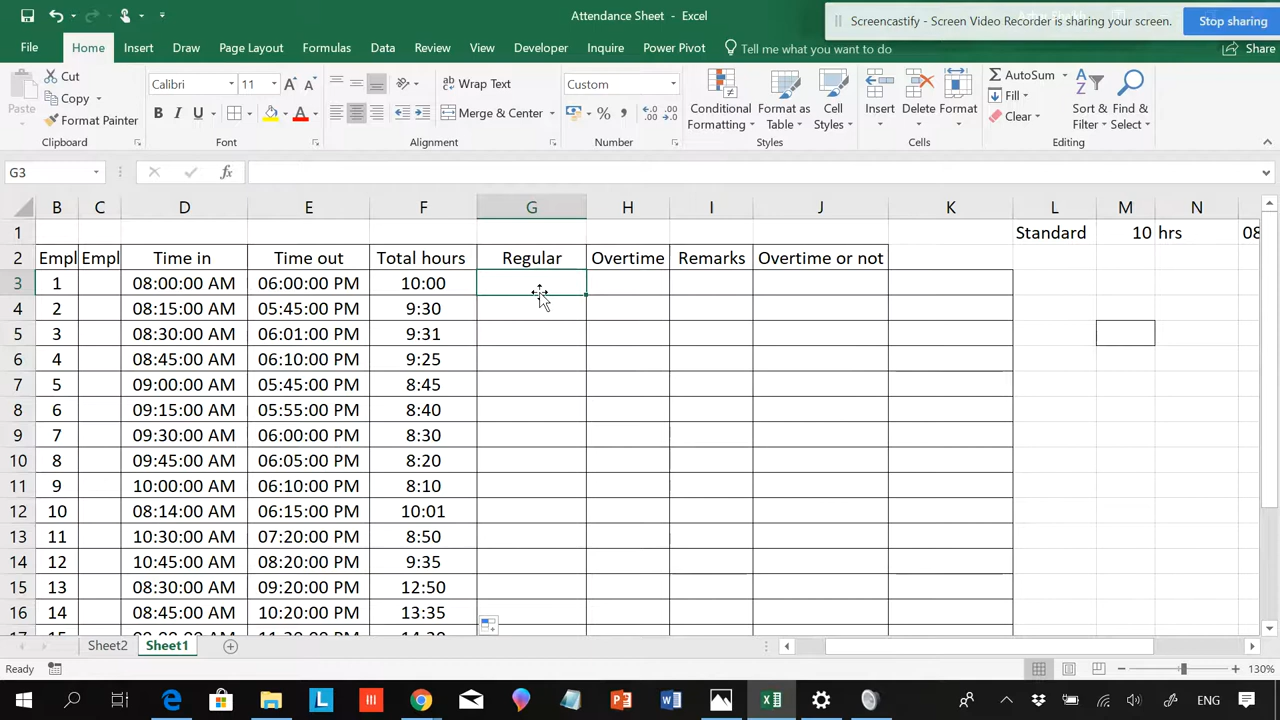 Attendance Sheet - Excel
Screencastify - Screen Video Recorder is sharing your screen.
Stop sharing
File Home Insert Draw Page Layout Formulas Data Review View Developer Inquire Power Pivot Tell me what you want to do Share
Paste
Cut
Copy
Format Painter
Clipboard
Calibri 11
B I U
Font
Wrap Text
Merge & Center
Alignment
Custom
%
Number
Conditional Formatting
Format as Table
Cell Styles
Styles
Insert Delete Format
Cells
AutoSum
Fill
Clear
Sort & Filter
Find & Select
Editing
G3 fx
B C D E F G H I J K L M N
1 Standard 10 hrs 08
2 Empl Empl Time in Time out Total hours Regular Overtime Remarks Overtime or not
3 1 08:00:00 AM 06:00:00 PM 10:00
4 2 08:15:00 AM 05:45:00 PM 9:30
5 3 08:30:00 AM 06:01:00 PM 9:31
6 4 08:45:00 AM 06:10:00 PM 9:25
7 5 09:00:00 AM 05:45:00 PM 8:45
8 6 09:15:00 AM 05:55:00 PM 8:40
9 7 09:30:00 AM 06:00:00 PM 8:30
10 8 09:45:00 AM 06:05:00 PM 8:20
11 9 10:00:00 AM 06:10:00 PM 8:10
12 10 08:14:00 AM 06:15:00 PM 10:01
13 11 10:30:00 AM 07:20:00 PM 8:50
14 12 10:45:00 AM 08:20:00 PM 9:35
15 13 08:30:00 AM 09:20:00 PM 12:50
16 14 08:45:00 AM 10:20:00 PM 13:35
Sheet2 Sheet1
Ready 130%
ENG